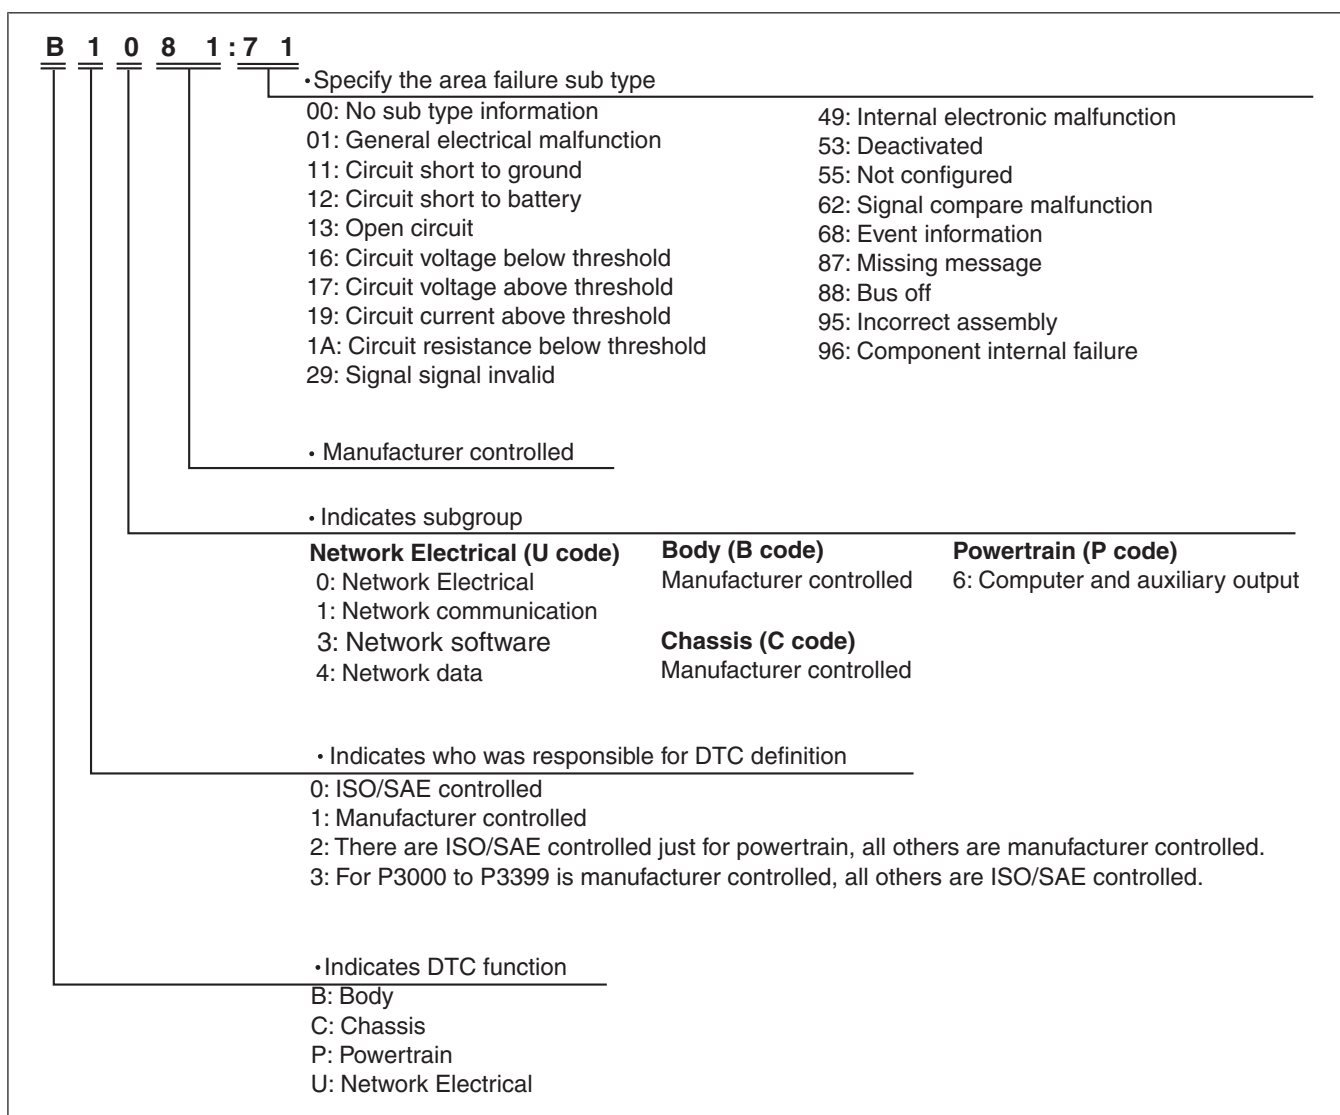 B 1 0 8 1 : 7 1
•Specify the area failure sub type
00: No sub type information
01: General electrical malfunction
11: Circuit short to ground
12: Circuit short to battery
13: Open circuit
16: Circuit voltage below threshold
17: Circuit voltage above threshold
19: Circuit current above threshold
1A: Circuit resistance below threshold
29: Signal signal invalid
49: Internal electronic malfunction
53: Deactivated
55: Not configured
62: Signal compare malfunction
68: Event information
87: Missing message
88: Bus off
95: Incorrect assembly
96: Component internal failure
• Manufacturer controlled
• Indicates subgroup
Network Electrical (U code)
0: Network Electrical
1: Network communication
3: Network software
4: Network data
Body (B code)
Manufacturer controlled
Chassis (C code)
Manufacturer controlled
Powertrain (P code)
6: Computer and auxiliary output
• Indicates who was responsible for DTC definition
0: ISO/SAE controlled
1: Manufacturer controlled
2: There are ISO/SAE controlled just for powertrain, all others are manufacturer controlled.
3: For P3000 to P3399 is manufacturer controlled, all others are ISO/SAE controlled.
•Indicates DTC function
B: Body
C: Chassis
P: Powertrain
U: Network Electrical